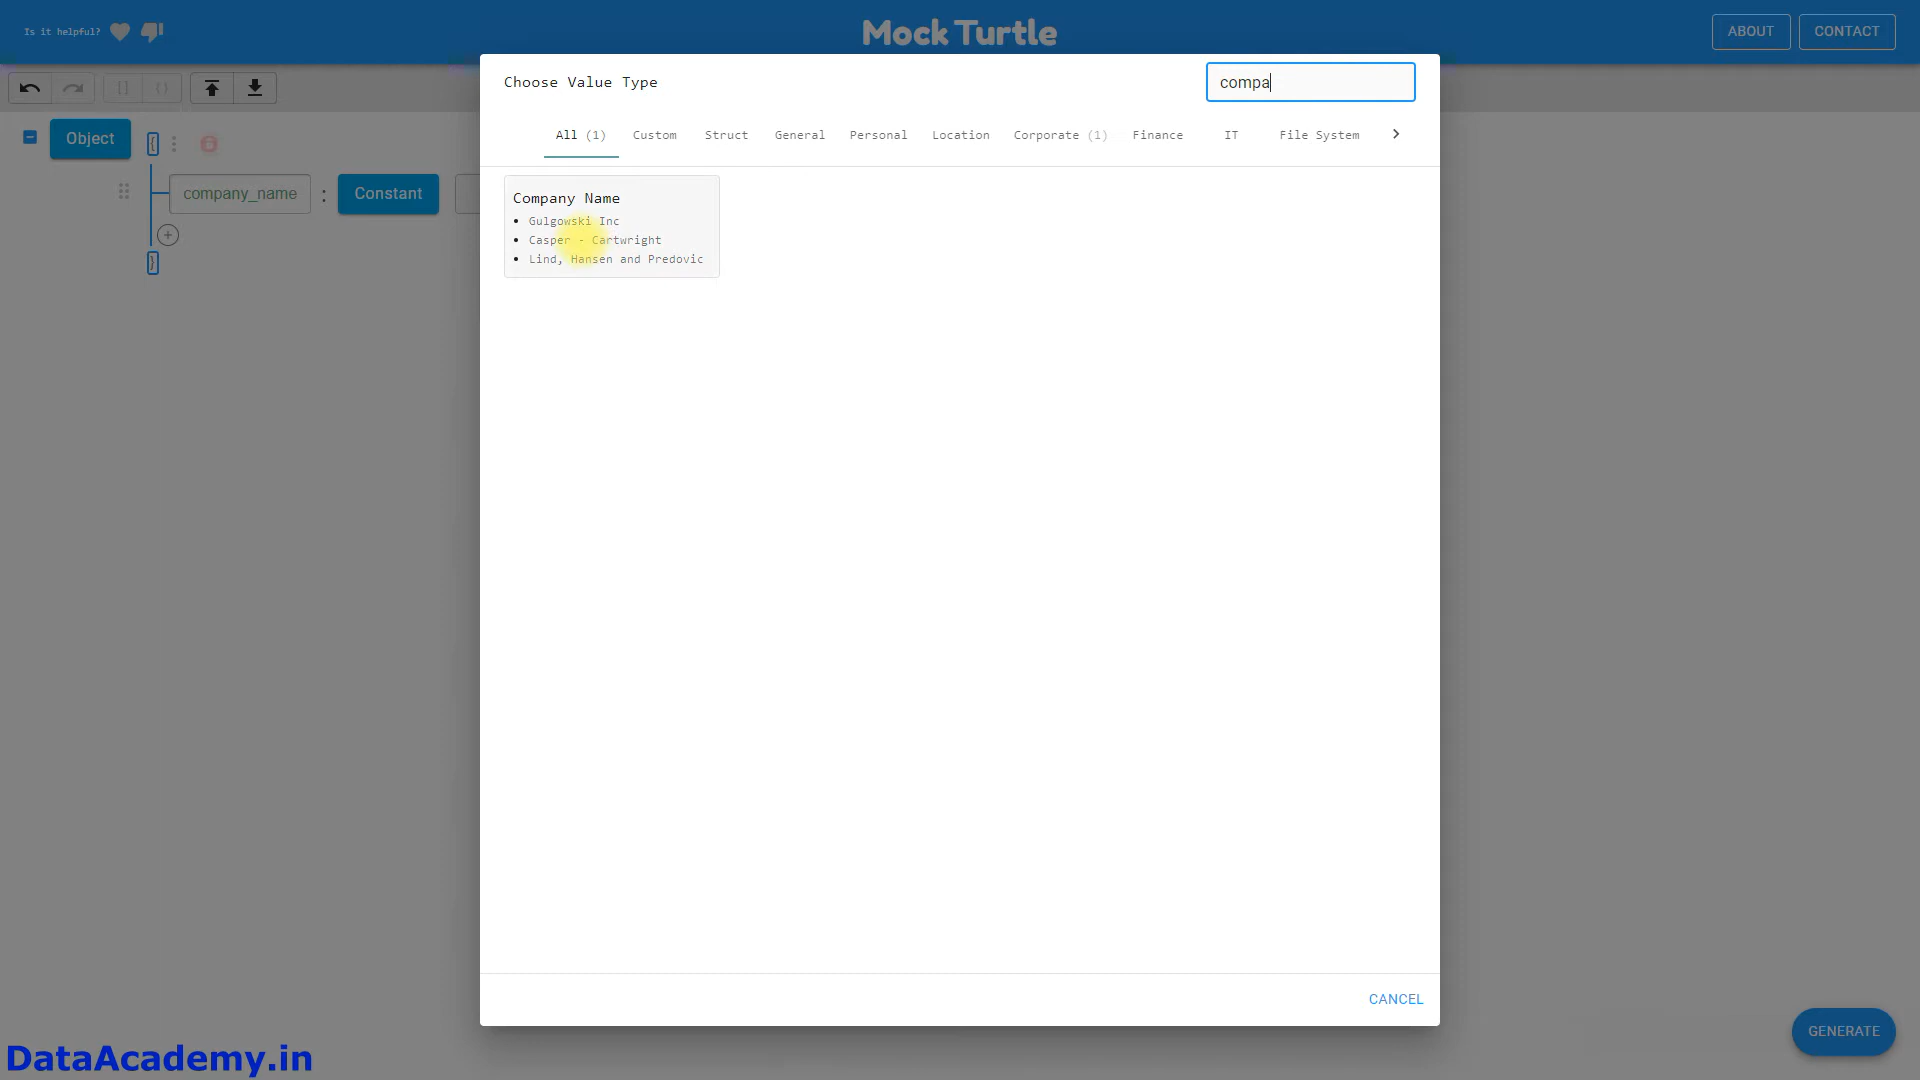 Is it helpful?
Mock Turtle
ABOUT
CONTACT
Choose Value Type
compa
All (1)
Custom
Struct
General
Personal
Location
Corporate (1)
Finance
IT
File System
Object
{
company_name
:
Constant
}
Company Name
Gulgowski Inc
Casper - Cartwright
Lind, Hansen and Predovic
CANCEL
GENERATE
DataAcademy.in